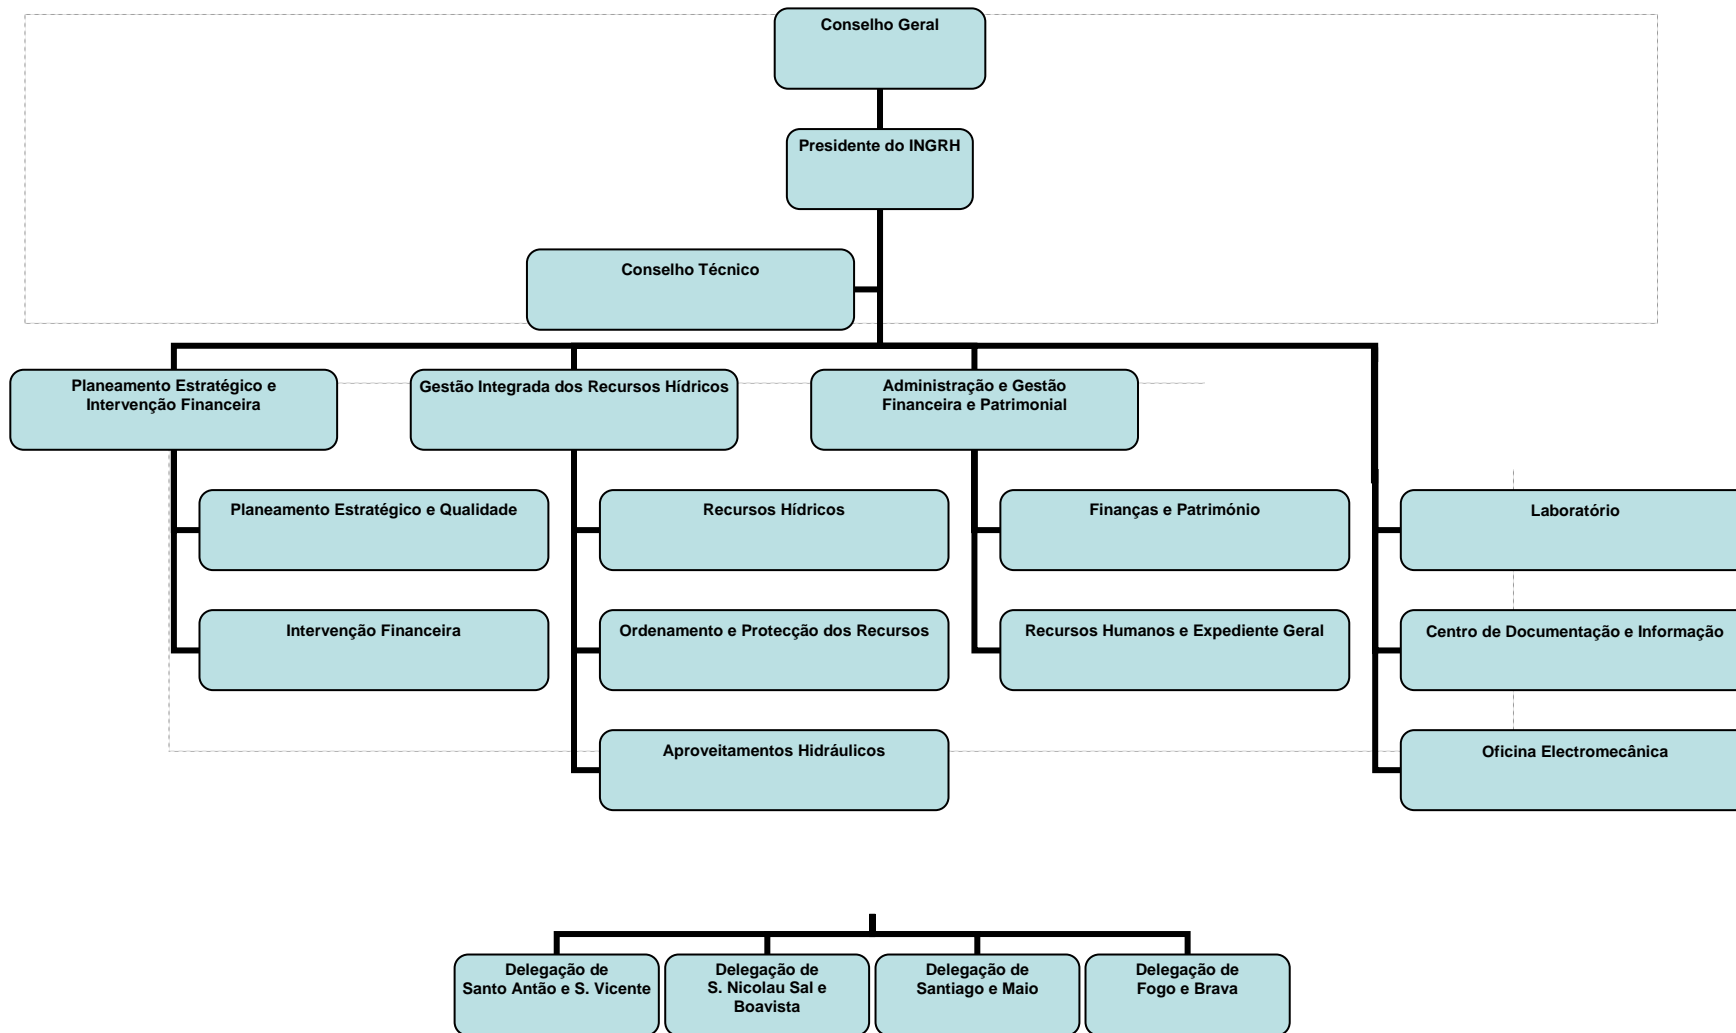 Conselho Geral
Presidente do INGRH
Conselho Técnico
Planeamento Estratégico e
Intervenção Financeira
Gestão Integrada dos Recursos Hídricos
Administração e Gestão
Financeira e Patrimonial
Planeamento Estratégico e Qualidade
Recursos Hídricos
Finanças e Património
Laboratório
Intervenção Financeira
Ordenamento e Protecção dos Recursos
Recursos Humanos e Expediente Geral
Centro de Documentação e Informação
Aproveitamentos Hidráulicos
Oficina Electromecânica
Delegação de
Santo Antão e S. Vicente
Delegação de
S. Nicolau Sal e
Boavista
Delegação de
Santiago e Maio
Delegação de
Fogo e Brava